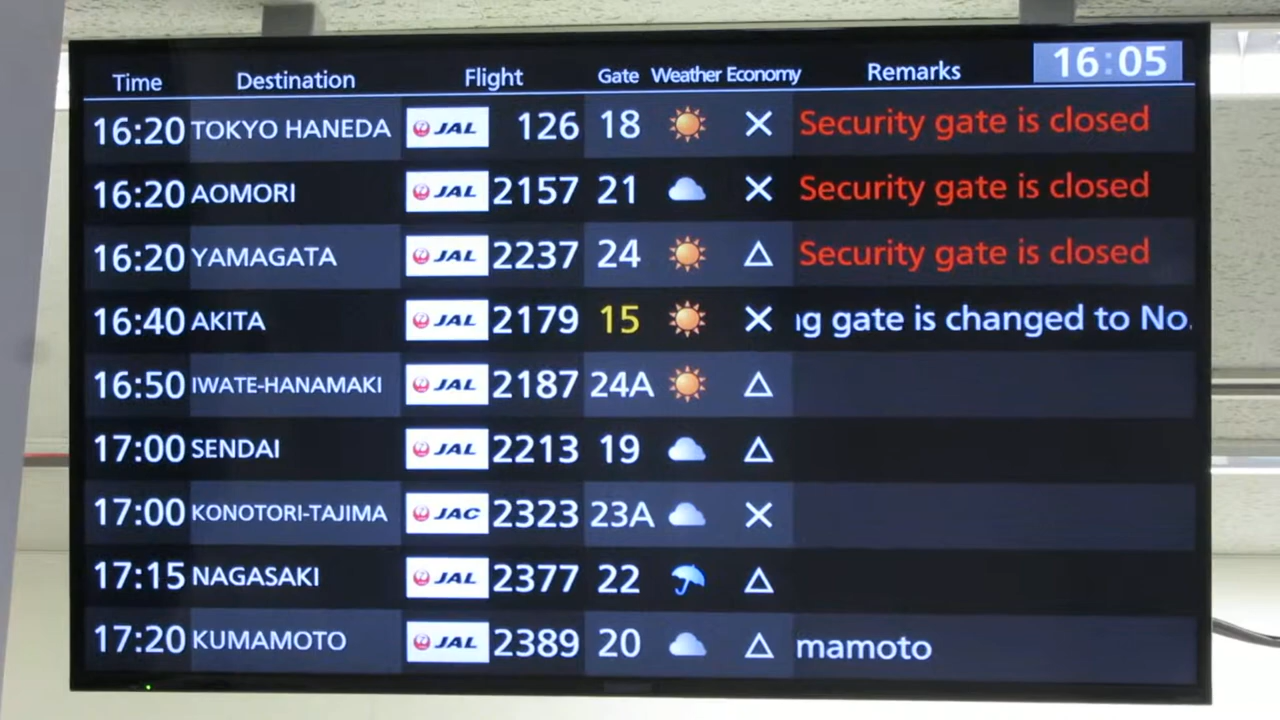 Time Destination Flight Gate Weather Economy Remarks 16:05
16:20 TOKYO HANEDA JAL 126 18 × Security gate is closed
16:20 AOMORI JAL 2157 21 × Security gate is closed
16:20 YAMAGATA JAL 2237 24 △ Security gate is closed
16:40 AKITA JAL 2179 15 × g gate is changed to No.
16:50 IWATE-HANAMAKI JAL 2187 24A △
17:00 SENDAI JAL 2213 19 △
17:00 KONOTORI-TAJIMA JAC 2323 23A ×
17:15 NAGASAKI JAL 2377 22 △
17:20 KUMAMOTO JAL 2389 20 △ mamoto